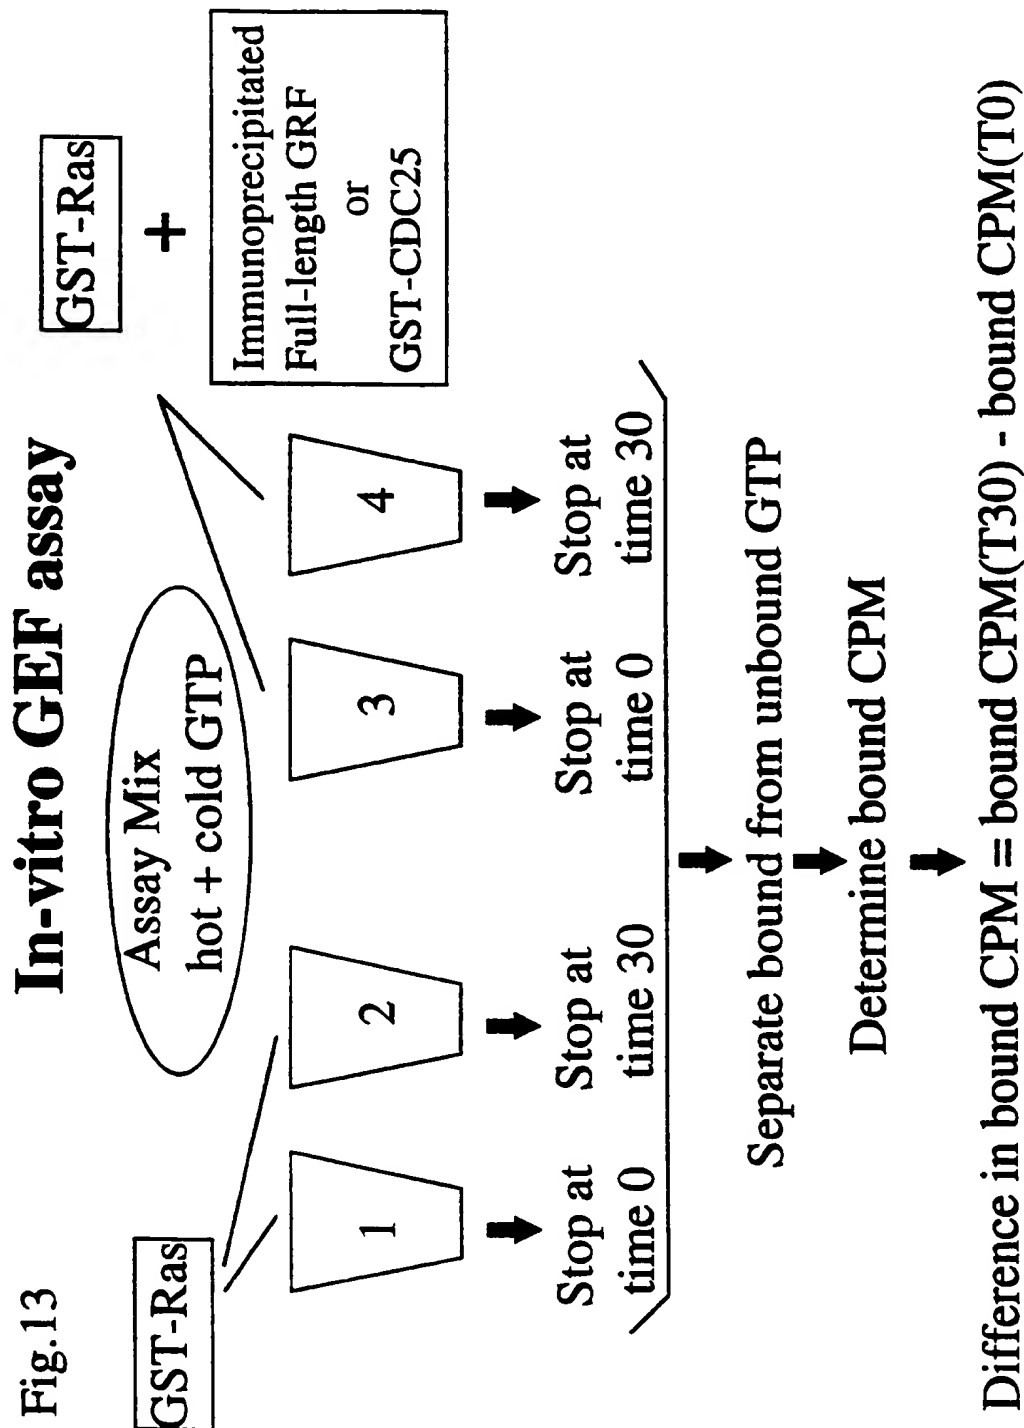 Fig.13
In-vitro GEF assay
GST-Ras
Assay Mix
hot + cold GTP
GST-Ras
+
Immunoprecipitated
Full-length GRF
or
GST-CDC25
1
2
3
4
Stop at
time 0
Stop at
time 30
Stop at
time 0
Stop at
time 30
Separate bound from unbound GTP
Determine bound CPM
Difference in bound CPM = bound CPM(T30) - bound CPM(T0)